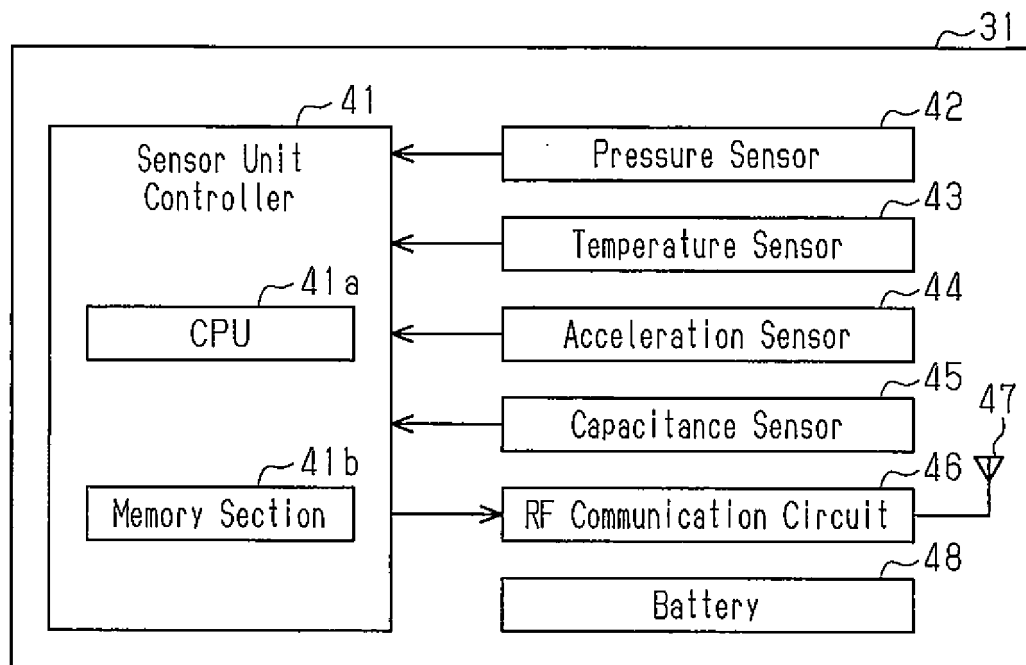 31
41
Sensor Unit
Controller
41a
CPU
41b
Memory Section
42
Pressure Sensor
43
Temperature Sensor
44
Acceleration Sensor
45
Capacitance Sensor
46
RF Communication Circuit
47
48
Battery